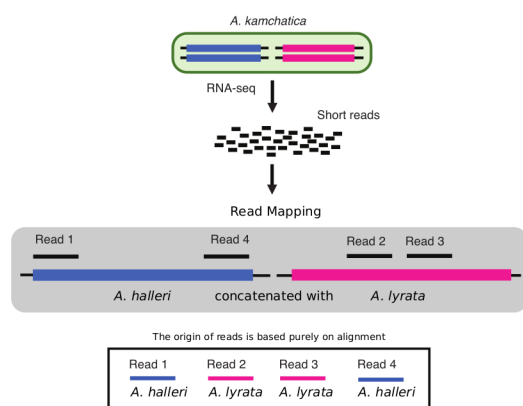 A. kamchatica
RNA-seq
Short reads
Read Mapping
Read 1 Read 4 Read 2 Read 3
A. halleri concatenated with A. lyrata
The origin of reads is based purely on alignment
Read 1 Read 2 Read 3 Read 4
A. halleri A. lyrata A. lyrata A. halleri